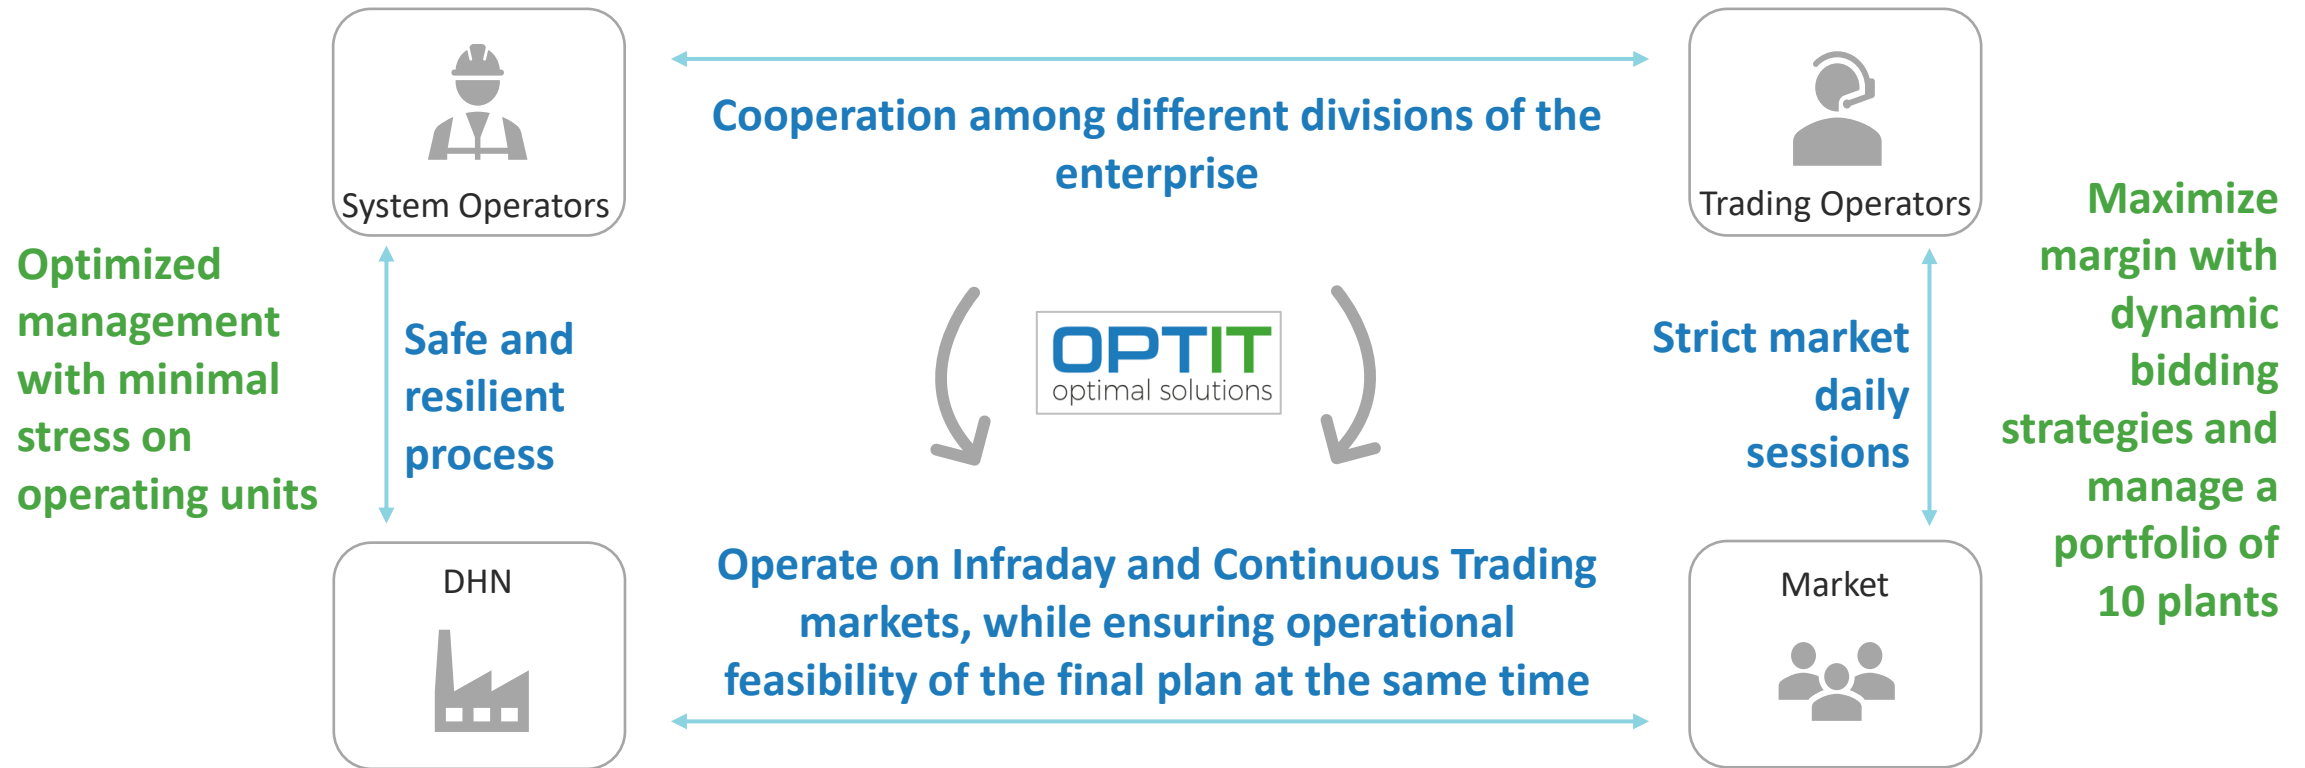 System Operators
Cooperation among different divisions of the
enterprise
Trading Operators
Optimized
management
with minimal
stress on
operating units
Safe and
resilient
process
OPTIT
optimal solutions
Strict market
daily
sessions
Maximize
margin with
dynamic
bidding
strategies and
manage a
portfolio of
10 plants
DHN
Operate on Infraday and Continuous Trading
markets, while ensuring operational
feasibility of the final plan at the same time
Market